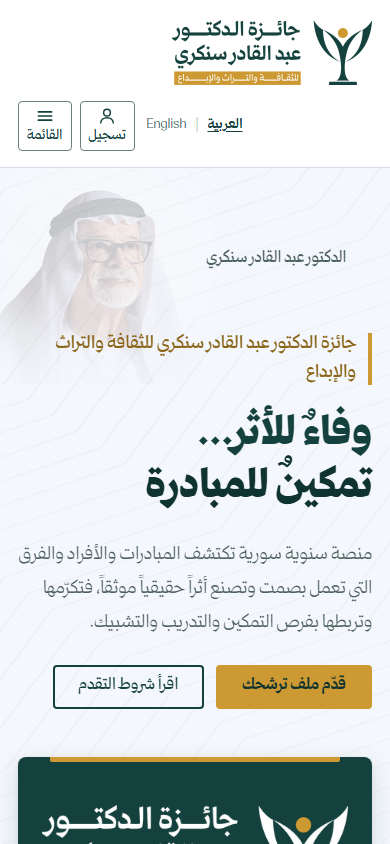 جائزة الدكتور
عبد القادر سنكري
للثقافة والتراث والإبداع
العربية | English
تسجيل
القائمة
الدكتور عبد القادر سنكري
جائزة الدكتور عبد القادر سنكري للثقافة والتراث
والإبداع
وفاءٌ للأثر...
تمكينٌ للمبادرة
منصة سنوية سورية تكتشف المبادرات والأفراد والفرق
التي تعمل بصمت وتصنع أثراً حقيقياً موثقاً، فتكرّمها
وتربطها بفرص التمكين والتدريب والتشبيك.
قدّم ملف ترشحك
اقرأ شروط التقدم
جائزة الدكتور